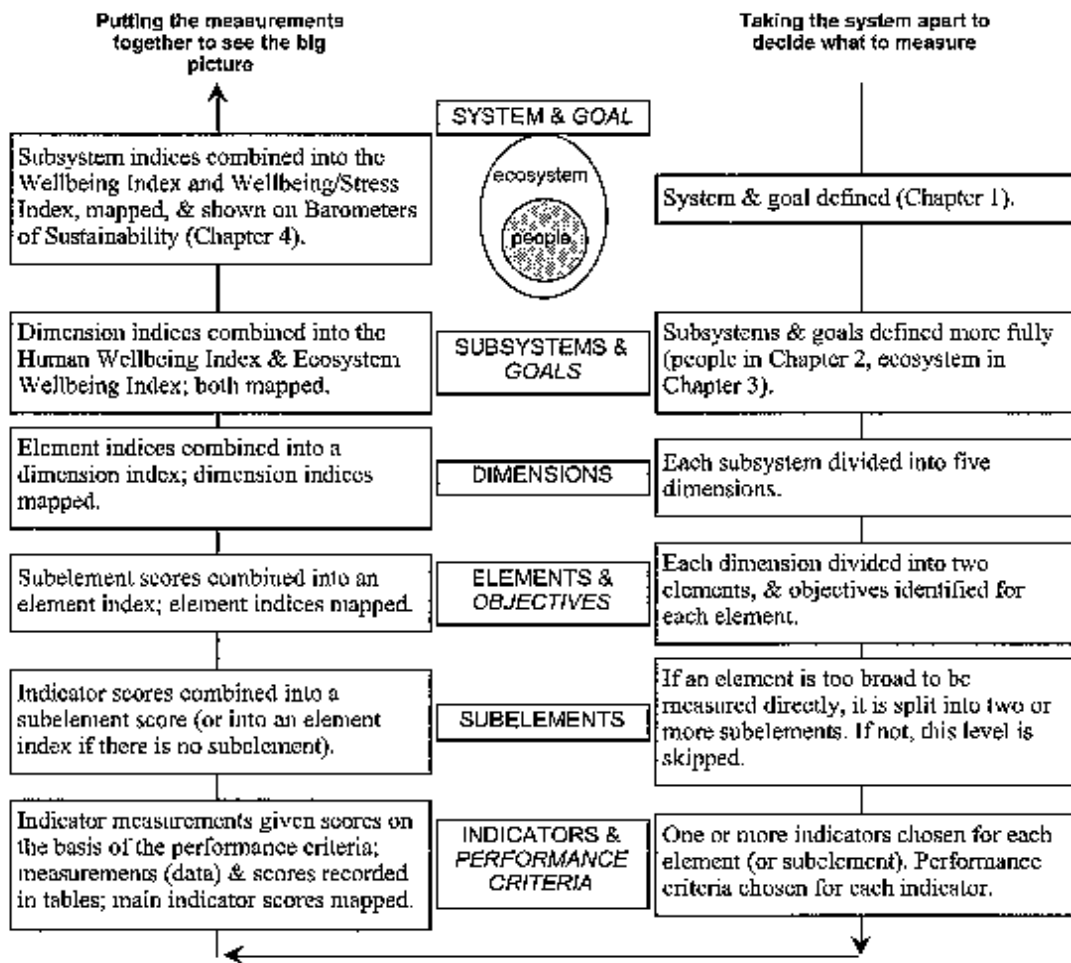 Putting the measurements
together to see the big
picture
Taking the system apart to
decide what to measure
SYSTEM & GOAL
ecosystem
people
Subsystem indices combined into the
Wellbeing Index and Wellbeing/Stress
Index, mapped, & shown on Barometers
of Sustainability (Chapter 4).
System & goal defined (Chapter 1).
Dimension indices combined into the
Human Wellbeing Index & Ecosystem
Wellbeing Index; both mapped.
SUBSYSTEMS &
GOALS
Subsystems & goals defined more fully
(people in Chapter 2, ecosystem in
Chapter 3).
Element indices combined into a
dimension index; dimension indices
mapped.
DIMENSIONS
Each subsystem divided into five
dimensions.
Subelement scores combined into an
element index; element indices mapped.
ELEMENTS &
OBJECTIVES
Each dimension divided into two
elements, & objectives identified for
each element.
Indicator scores combined into a
subelement score (or into an element
index if there is no subelement).
SUBELEMENTS
If an element is too broad to be
measured directly, it is split into two or
more subelements. If not, this level is
skipped.
Indicator measurements given scores on
the basis of the performance criteria;
measurements (data) & scores recorded
in tables; main indicator scores mapped.
INDICATORS &
PERFORMANCE
CRITERIA
One or more indicators chosen for each
element (or subelement). Performance
criteria chosen for each indicator.